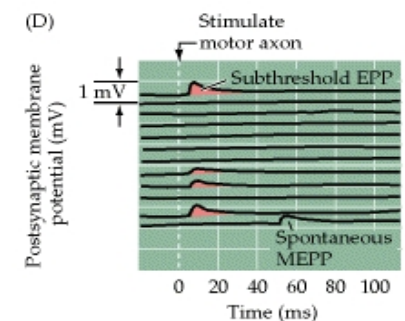 (D)
Stimulate
motor axon
Subthreshold EPP
1 mV
Postsynaptic membrane
potential (mV)
Spontaneous
MEPP
0 20 40 60 80 100
Time (ms)